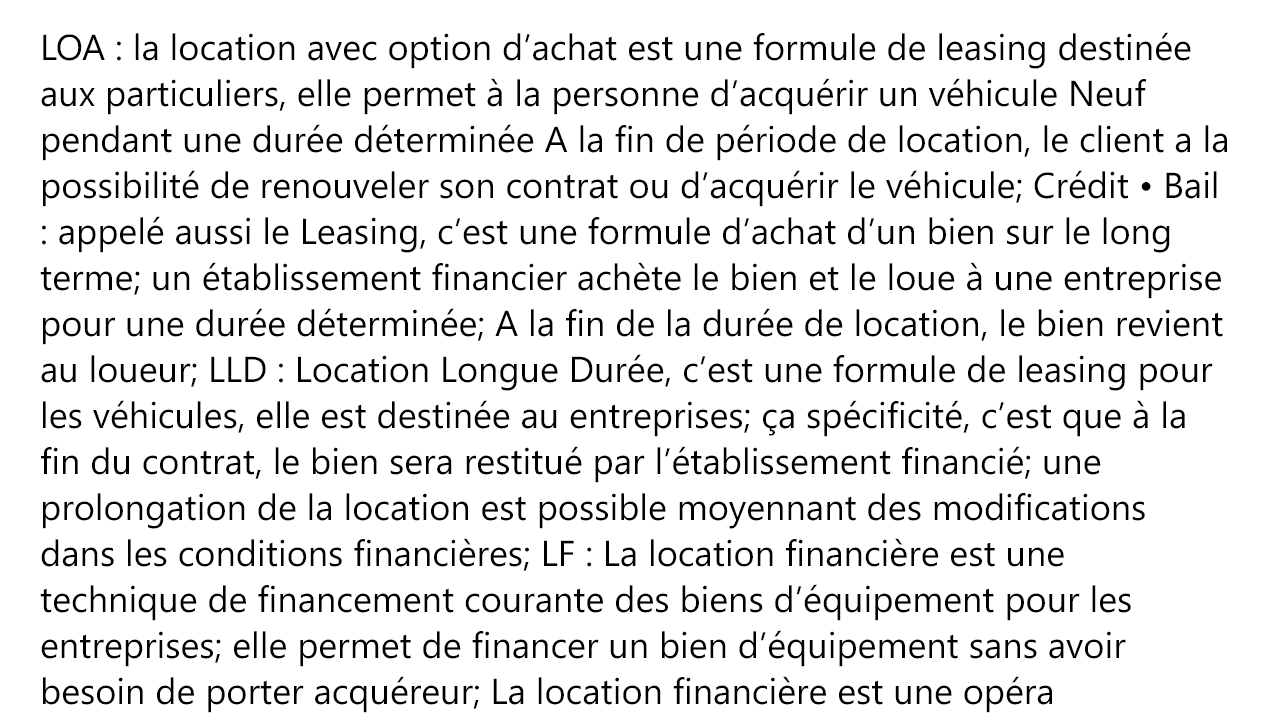 LOA : la location avec option d’achat est une formule de leasing destinée
aux particuliers, elle permet à la personne d’acquérir un véhicule Neuf
pendant une durée déterminée A la fin de période de location, le client a la
possibilité de renouveler son contrat ou d’acquérir le véhicule; Crédit • Bail
: appelé aussi le Leasing, c’est une formule d’achat d’un bien sur le long
terme; un établissement financier achète le bien et le loue à une entreprise
pour une durée déterminée; A la fin de la durée de location, le bien revient
au loueur; LLD : Location Longue Durée, c’est une formule de leasing pour
les véhicules, elle est destinée au entreprises; ça spécificité, c’est que à la
fin du contrat, le bien sera restitué par l’établissement financié; une
prolongation de la location est possible moyennant des modifications
dans les conditions financières; LF : La location financière est une
technique de financement courante des biens d’équipement pour les
entreprises; elle permet de financer un bien d’équipement sans avoir
besoin de porter acquéreur; La location financière est une opéra